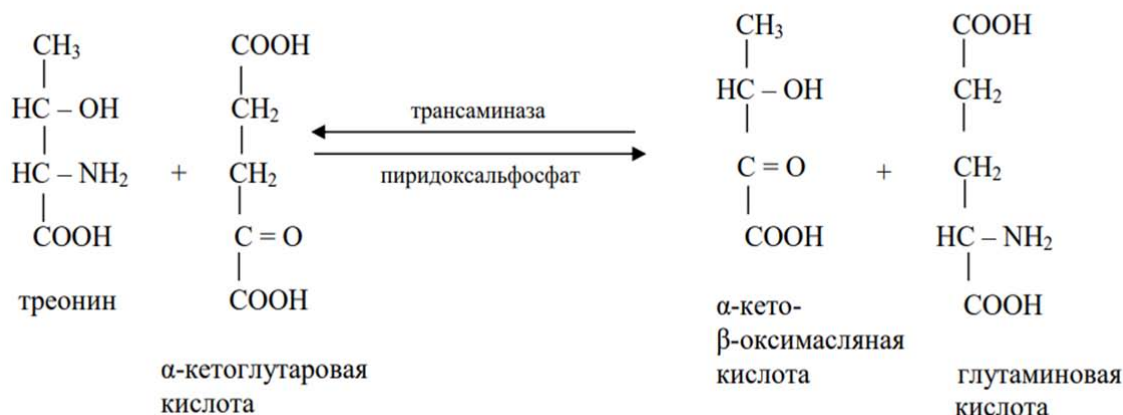 CH₃ COOH CH₃ COOH
HC – OH CH₂ трансаминаза HC – OH CH₂
HC – NH₂ + CH₂ пиридоксальфосфат C = O + CH₂
COOH C = O COOH HC – NH₂
треонин COOH α-кето- COOH
β-оксимасляная
α-кетоглутаровая кислота глутаминовая
кислота кислота